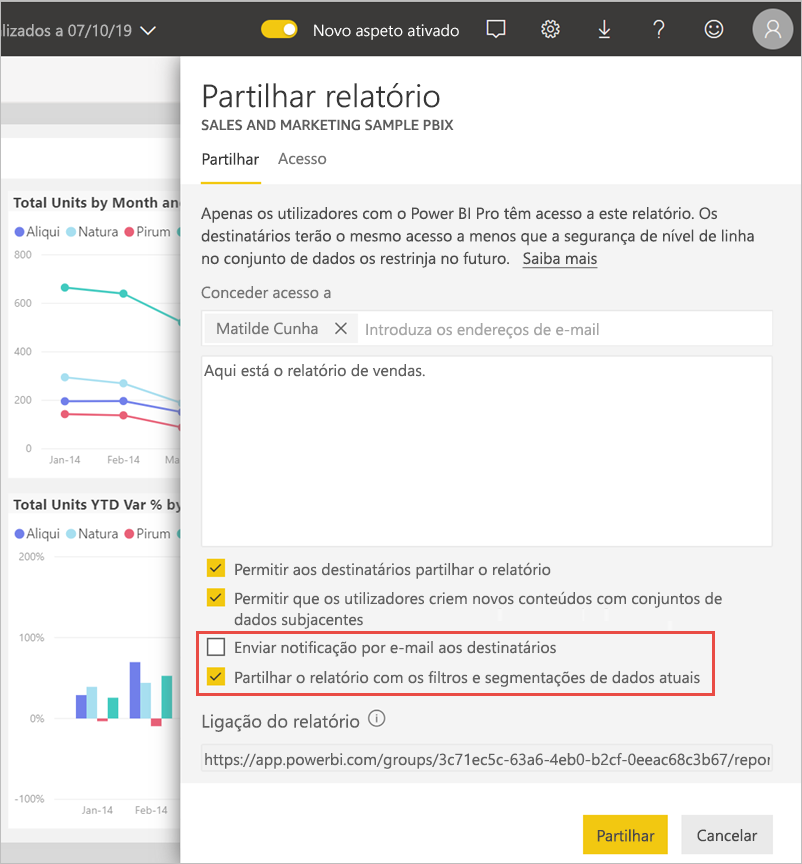 lizados a 07/10/19
Novo aspeto ativado
Partilhar relatório
SALES AND MARKETING SAMPLE PBIX
Partilhar Acesso
Apenas os utilizadores com o Power BI Pro têm acesso a este relatório. Os
destinatários terão o mesmo acesso a menos que a segurança de nível de linha
no conjunto de dados os restrinja no futuro. Saiba mais
Conceder acesso a
Matilde Cunha
Introduza os endereços de e-mail
Aqui está o relatório de vendas.
Permitir aos destinatários partilhar o relatório
Permitir que os utilizadores criem novos conteúdos com conjuntos de
dados subjacentes
Enviar notificação por e-mail aos destinatários
Partilhar o relatório com os filtros e segmentações de dados atuais
Ligação do relatório
https://app.powerbi.com/groups/3c71ec5c-63a6-4eb0-b2cf-0eeac68c3b67/repor
Partilhar
Cancelar
Total Units by Month an
Aliqui Natura Pirum
800
600
400
200
0
Jan-14 Feb-14 Ma
Total Units YTD Var % by
Aliqui Natura Pirum
200%
100%
0%
-100%
Jan-14 Feb-14